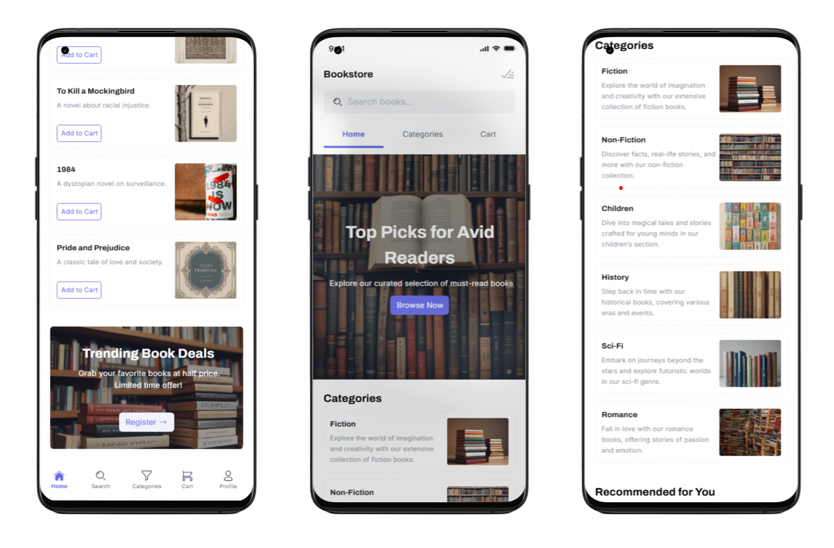 Add to Cart
To Kill a Mockingbird
A novel about racial injustice.
Add to Cart
1984
A dystopian novel on surveillance.
Add to Cart
1984
IS
NOW
Pride and Prejudice
A classic tale of love and society.
Add to Cart
Trending Book Deals
Grab your favorite books at half price.
Limited time offer!
Register →
Home
Search
Categories
Cart
Profile
Bookstore
Search books...
Home
Categories
Cart
Top Picks for Avid
Readers
Explore our curated selection of must-read books
Browse Now
Categories
Fiction
Explore the world of imagination
and creativity with our extensive
collection of fiction books.
Non-Fiction
Categories
Fiction
Explore the world of imagination
and creativity with our extensive
collection of fiction books.
Non-Fiction
Discover facts, real-life stories, and
more with our non-fiction
collection.
Children
Dive into magical tales and stories
crafted for young minds in our
children's section.
History
Step back in time with our
historical books, covering various
eras and events.
Sci-Fi
Embark on journeys beyond the
stars and explore futuristic worlds
in our sci-fi genre.
Romance
Fall in love with our romance
books, offering stories of passion
and emotion.
Recommended for You